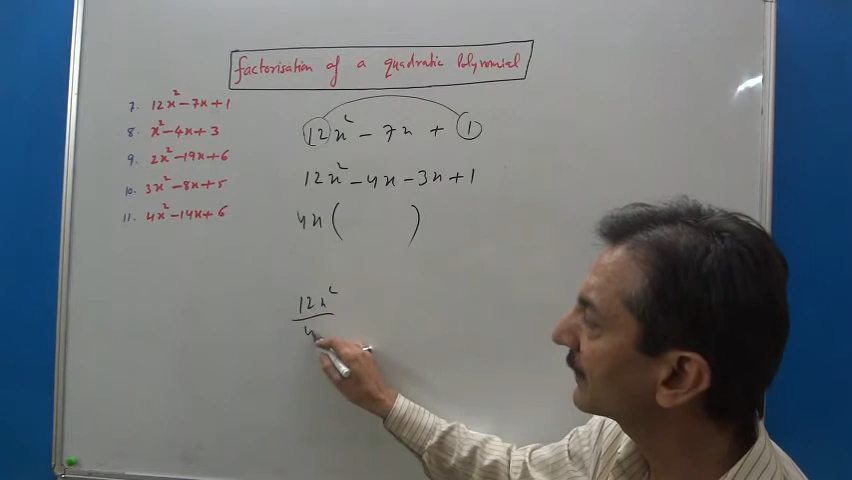 Factorisation of a quadratic Polynomial
7. 12x² - 7x + 1
8. x² - 4x + 3
9. 2x² - 19x + 6
10. 3x² - 8x + 5
11. 4x² - 14x + 6
12x² - 7x + 1
12x² - 4x - 3x + 1
4x (       )
12x²
4